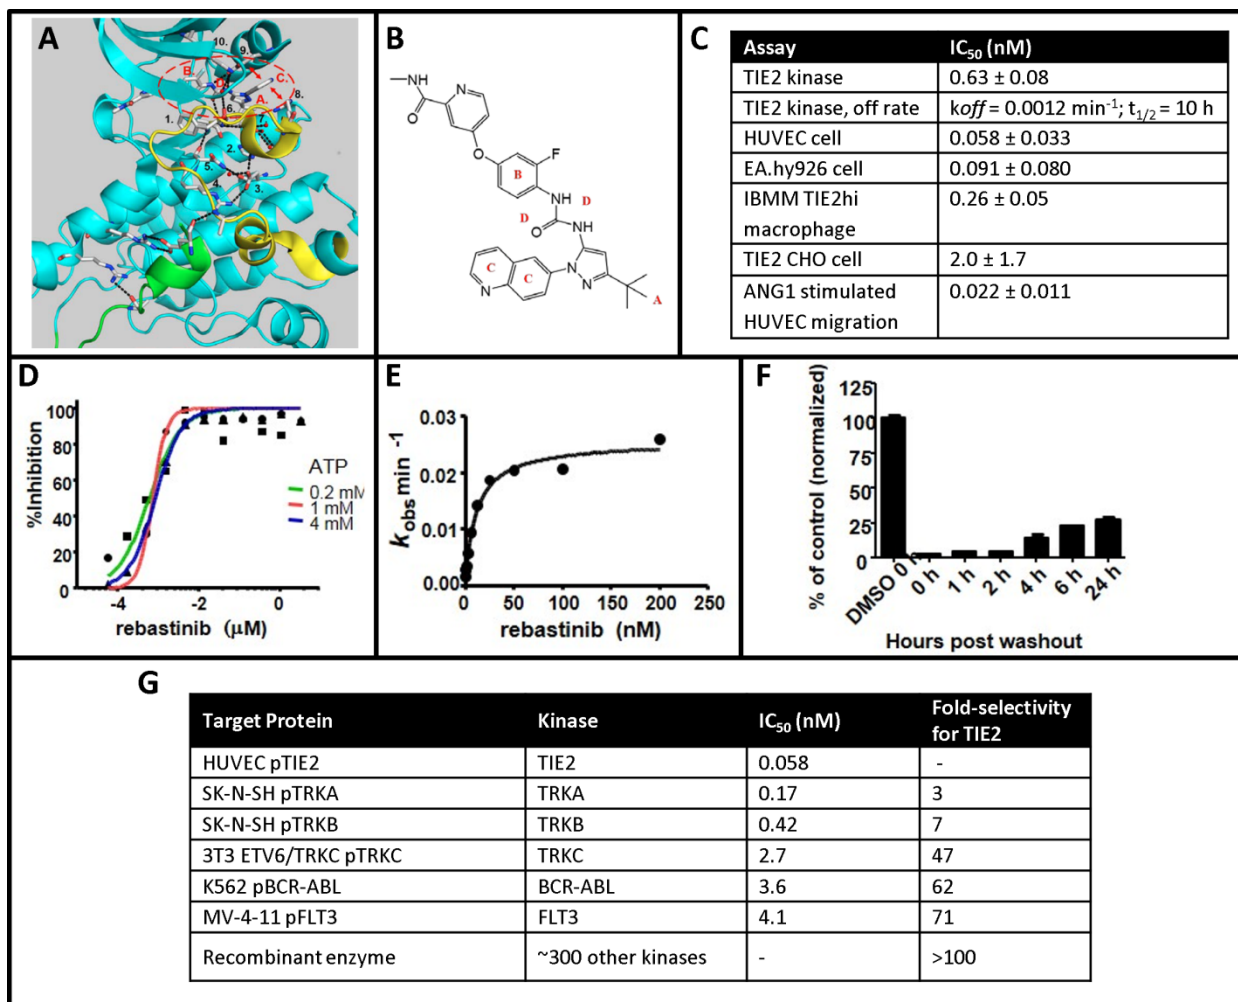 A
10.
9.
B.
D.
C.
A.
8.
1.
6.
7.
2.
5.
4.
3.
B
NH
N
O
F
O
B
NH
D
D
O
NH
C
C
N
N
N
A
C
Assay IC50 (nM)
TIE2 kinase 0.63 ± 0.08
TIE2 kinase, off rate koff = 0.0012 min-1; t1/2 = 10 h
HUVEC cell 0.058 ± 0.033
EA.hy926 cell 0.091 ± 0.080
IBMM TIE2hi 0.26 ± 0.05
macrophage
TIE2 CHO cell 2.0 ± 1.7
ANG1 stimulated 0.022 ± 0.011
HUVEC migration
D
100
80
60
40
20
0
%Inhibition
ATP
0.2 mM
1 mM
4 mM
-4 -2 0
rebastinib (μM)
E
0.03
0.02
0.01
0.00
kobs min -1
0 50 100 150 200 250
rebastinib (nM)
F
125
100
75
50
25
0
% of control (normalized)
DMSO 0 h
0 h
1 h
2 h
4 h
6 h
24 h
Hours post washout
G
Target Protein Kinase IC50 (nM) Fold-selectivity
for TIE2
HUVEC pTIE2 TIE2 0.058 -
SK-N-SH pTRKA TRKA 0.17 3
SK-N-SH pTRKB TRKB 0.42 7
3T3 ETV6/TRKC pTRKC TRKC 2.7 47
K562 pBCR-ABL BCR-ABL 3.6 62
MV-4-11 pFLT3 FLT3 4.1 71
Recombinant enzyme ~300 other kinases - >100